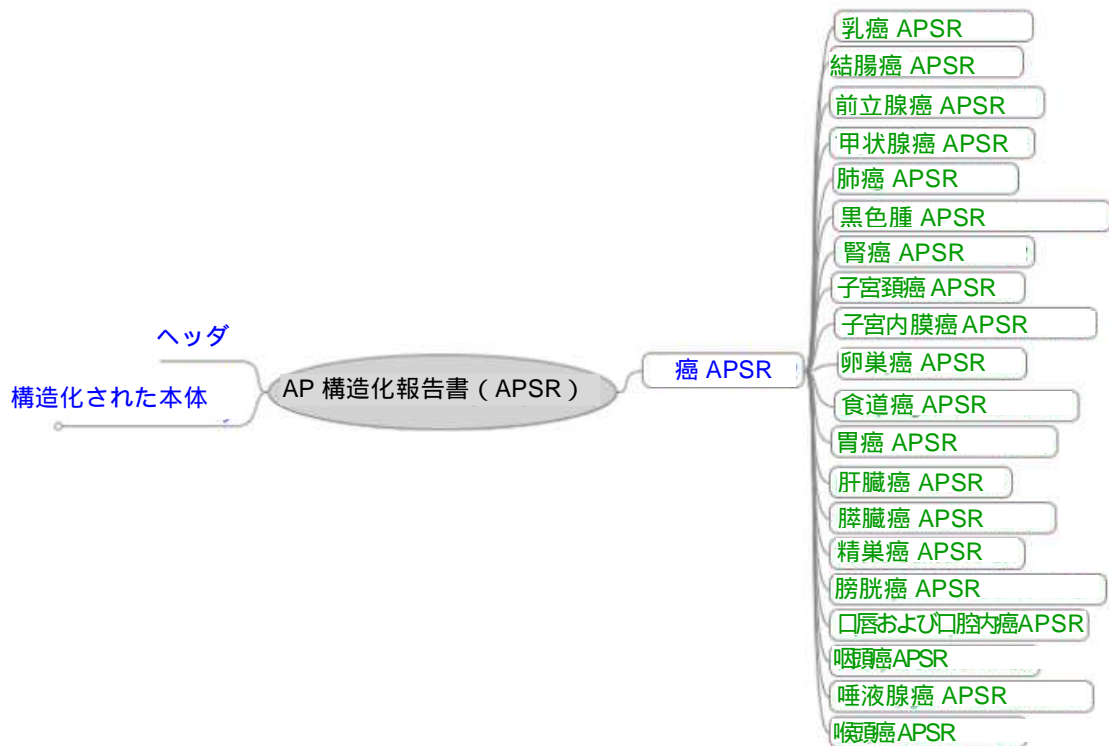 ヘッダ
構造化された本体
AP 構造化報告書（APSR）
癌 APSR
乳癌 APSR
結腸癌 APSR
前立腺癌 APSR
甲状腺癌 APSR
肺癌 APSR
黒色腫 APSR
腎癌 APSR
子宮頚癌 APSR
子宮内膜癌 APSR
卵巣癌 APSR
食道癌 APSR
胃癌 APSR
肝臓癌 APSR
膵臓癌 APSR
精巣癌 APSR
膀胱癌 APSR
口唇および口腔内癌APSR
咽頭癌APSR
唾液腺癌 APSR
喉頭癌APSR